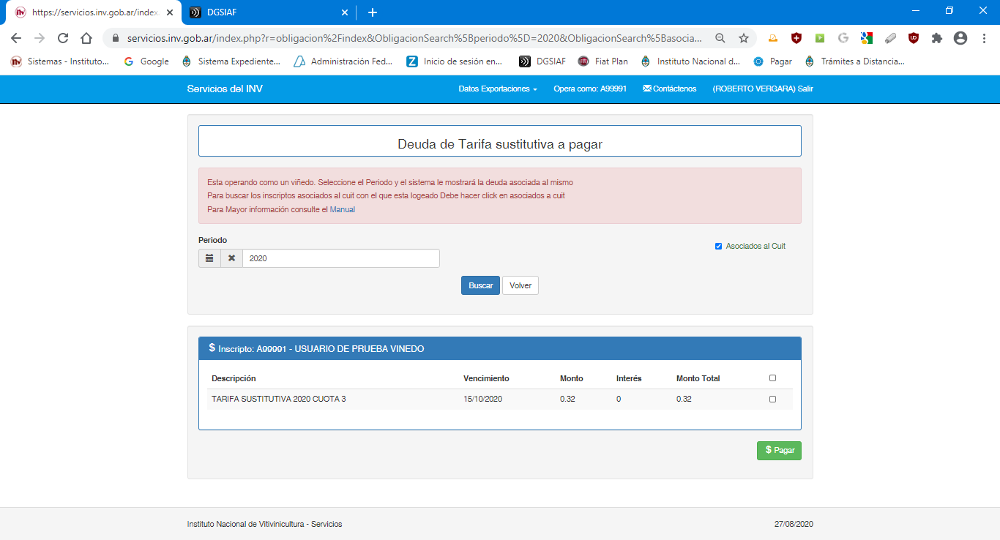 https://servicios.inv.gob.ar/index.
DGSIAF
servicios.inv.gob.ar/index.php?r=obligacion%2Findex&ObligacionSearch%5Bperiodo%5D=2020&ObligacionSearch%5Basocia...
Sistemas - Instituto... Google Sistema Expediente... Administración Fed... Inicio de sesión en... DGSIAF Fiat Plan Instituto Nacional d... Pagar Trámites a Distancia...
Servicios del INV Datos Exportaciones Opera como: A99991 Contáctenos (ROBERTO VERGARA) Salir
Deuda de Tarifa sustitutiva a pagar
Esta operando como un viñedo. Seleccione el Periodo y el sistema le mostrará la deuda asociada al mismo
Para buscar los inscriptos asociados al cuit con el que esta logeado Debe hacer click en asociados a cuit
Para Mayor información consulte el Manual
Periodo
Asociados al Cuit
2020
Buscar Volver
$ Inscripto: A99991 - USUARIO DE PRUEBA VINEDO
Descripción Vencimiento Monto Interés Monto Total
TARIFA SUSTITUTIVA 2020 CUOTA 3 15/10/2020 0.32 0 0.32
$ Pagar
Instituto Nacional de Vitivinicultura - Servicios 27/08/2020